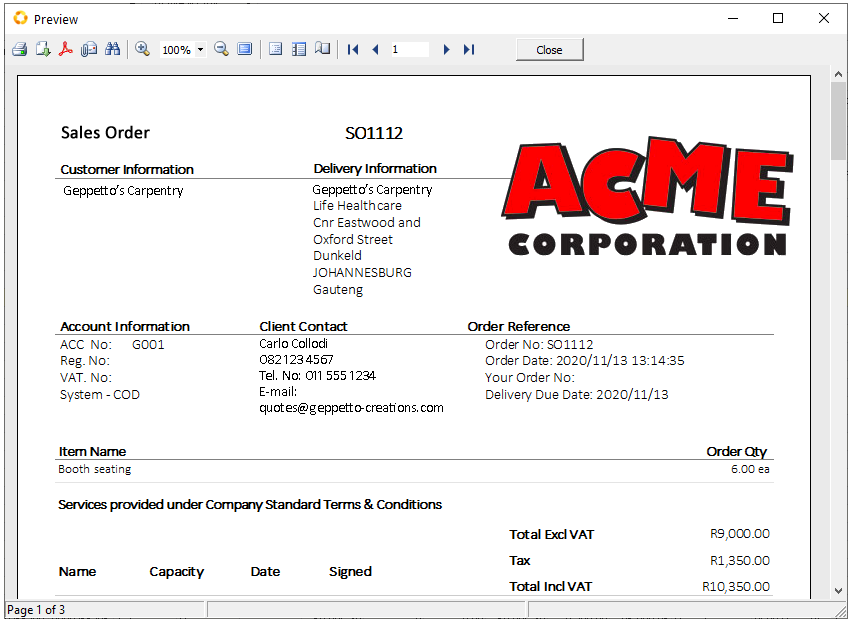 Preview
100%
1
Close
Sales Order SO1112
ACME
CORPORATION
Customer Information Delivery Information
Geppetto's Carpentry Geppetto's Carpentry
Life Healthcare
Cnr Eastwood and
Oxford Street
Dunkeld
JOHANNESBURG
Gauteng
Account Information Client Contact Order Reference
ACC No: G001 Carlo Collodi Order No: SO1112
Reg. No: 0821234567 Order Date: 2020/11/13 13:14:35
VAT. No: Tel. No: 011 555 1234 Your Order No:
System - COD E-mail: Delivery Due Date: 2020/11/13
quotes@geppetto-creations.com
Item Name Order Qty
Booth seating 6.00 ea
Services provided under Company Standard Terms & Conditions
Total Excl VAT R9,000.00
Tax R1,350.00
Name Capacity Date Signed
Total Incl VAT R10,350.00
Page 1 of 3